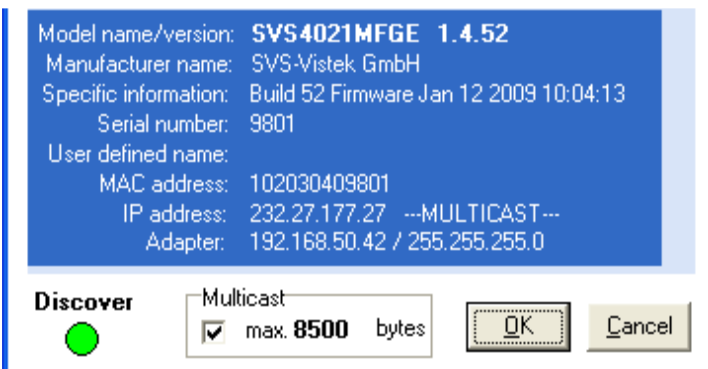 Model name/version: SVS4021MFGE 1.4.52
Manufacturer name: SVS-Vistek GmbH
Specific information: Build 52 Firmware Jan 12 2009 10:04:13
Serial number: 9801
User defined name:
MAC address: 102030409801
IP address: 232.27.177.27 ---MULTICAST---
Adapter: 192.168.50.42 / 255.255.255.0
Discover
Multicast
max. 8500 bytes
OK
Cancel